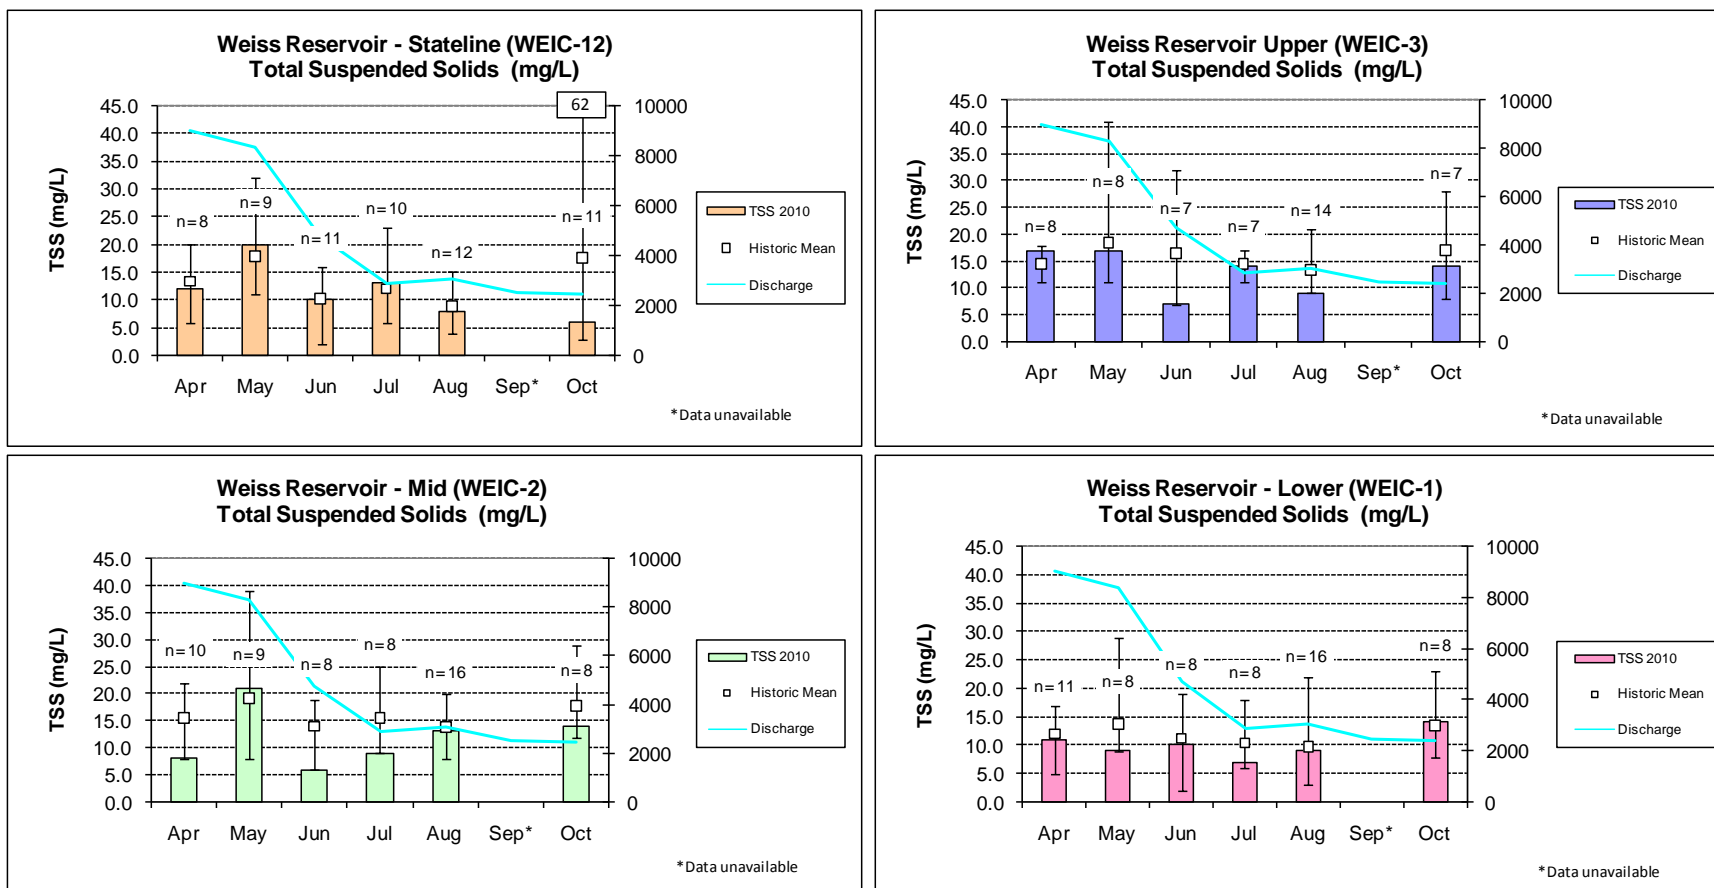 Weiss Reservoir - Stateline (WEIC-12)
Total Suspended Solids (mg/L)
62
45.0
40.0
35.0
30.0
25.0
20.0
15.0
10.0
5.0
0.0
TSS (mg/L)
10000
8000
6000
4000
2000
0
n=8
n=9
n=11
n=10
n=12
n=11
Apr May Jun Jul Aug Sep* Oct
TSS 2010
Historic Mean
Discharge
*Data unavailable
Weiss Reservoir Upper (WEIC-3)
Total Suspended Solids (mg/L)
45.0
40.0
35.0
30.0
25.0
20.0
15.0
10.0
5.0
0.0
TSS (mg/L)
10000
8000
6000
4000
2000
0
n=8
n=8
n=7
n=7
n=14
n=7
Apr May Jun Jul Aug Sep* Oct
TSS 2010
Historic Mean
Discharge
*Data unavailable
Weiss Reservoir - Mid (WEIC-2)
Total Suspended Solids (mg/L)
45.0
40.0
35.0
30.0
25.0
20.0
15.0
10.0
5.0
0.0
TSS (mg/L)
10000
8000
6000
4000
2000
0
n=10
n=9
n=8
n=8
n=16
n=8
Apr May Jun Jul Aug Sep* Oct
TSS 2010
Historic Mean
Discharge
*Data unavailable
Weiss Reservoir - Lower (WEIC-1)
Total Suspended Solids (mg/L)
45.0
40.0
35.0
30.0
25.0
20.0
15.0
10.0
5.0
0.0
TSS (mg/L)
10000
8000
6000
4000
2000
0
n=11
n=8
n=8
n=8
n=16
n=8
Apr May Jun Jul Aug Sep* Oct
TSS 2010
Historic Mean
Discharge
*Data unavailable